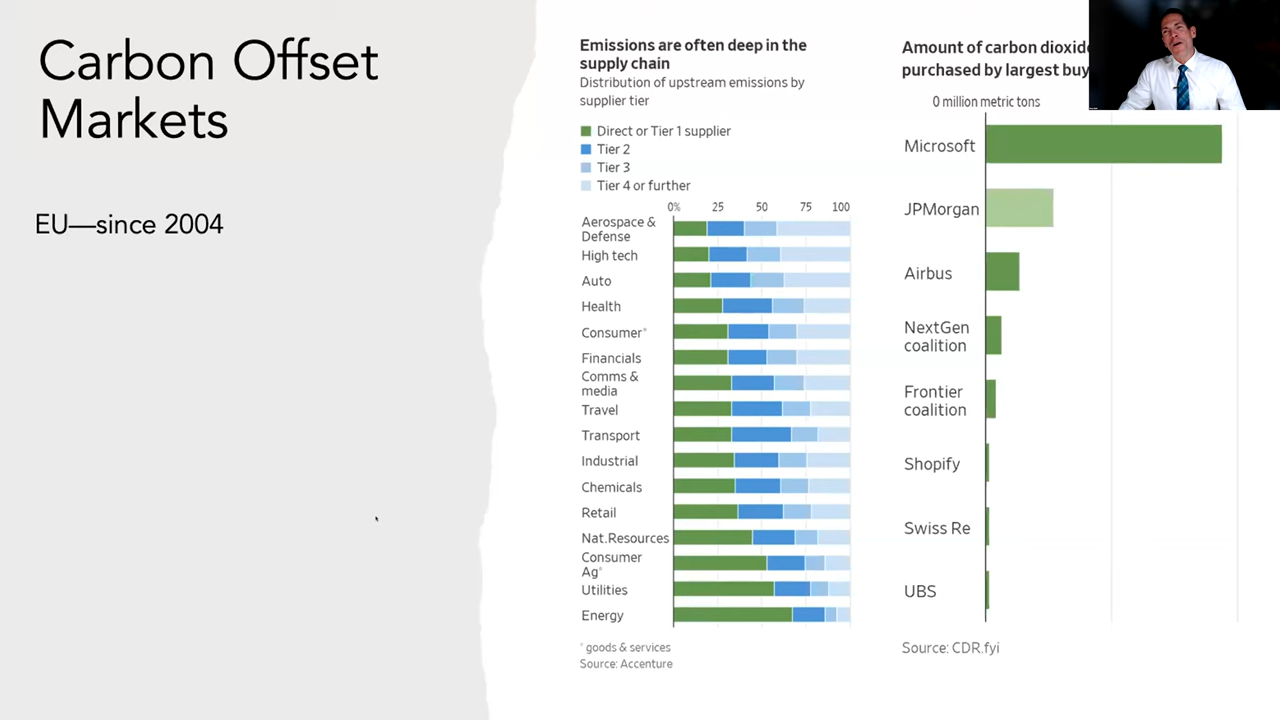 Carbon Offset
Markets
EU—since 2004
Emissions are often deep in the
supply chain
Distribution of upstream emissions by
supplier tier
Direct or Tier 1 supplier
Tier 2
Tier 3
Tier 4 or further
0% 25 50 75 100
Aerospace &
Defense
High tech
Auto
Health
Consumer*
Financials
Comms &
media
Travel
Transport
Industrial
Chemicals
Retail
Nat.Resources
Consumer
Ag*
Utilities
Energy
* goods & services
Source: Accenture
Amount of carbon
purchased by largest
0 million metric tons
Microsoft
JPMorgan
Airbus
NextGen
coalition
Frontier
coalition
Shopify
Swiss Re
UBS
Source: CDR.fyi